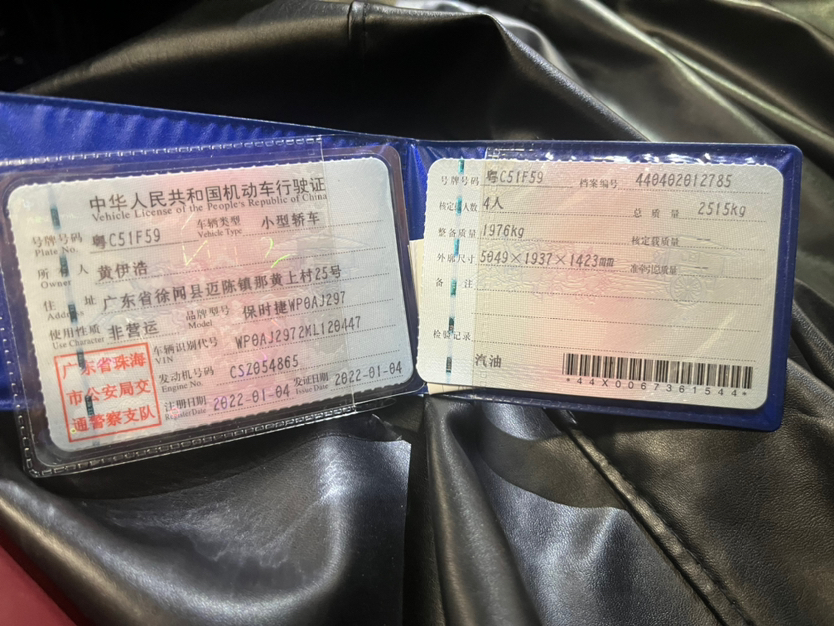 中华人民共和国机动车行驶证
Vehicle License of the People's Republic of China
号牌号码 粤C51F59 车辆类型 小型轿车
Plate No. Vehicle Type
所有人 黄伊浩
Owner
住址 广东省徐闻县迈陈镇那黄上村25号
Address
使用性质 非营运 品牌型号 保时捷WP0AJ297
Use Character Model
广东省珠海
市公安局交
通警察支队
车辆识别代号 WP0AJ2972ML120447
VIN
发动机号码 CSZ054865
Engine No.
注册日期 2022-01-04 发证日期 2022-01-04
Register Date Issue Date
号牌号码 粤C51F59 档案编号 440402012785
核定载人数 4人 总质量 2515kg
整备质量 1976kg 核定载质量 --
外廓尺寸 5049×1937×1423mm 准牵引总质量 --
备注
检验记录
汽油
*44X0067361544*